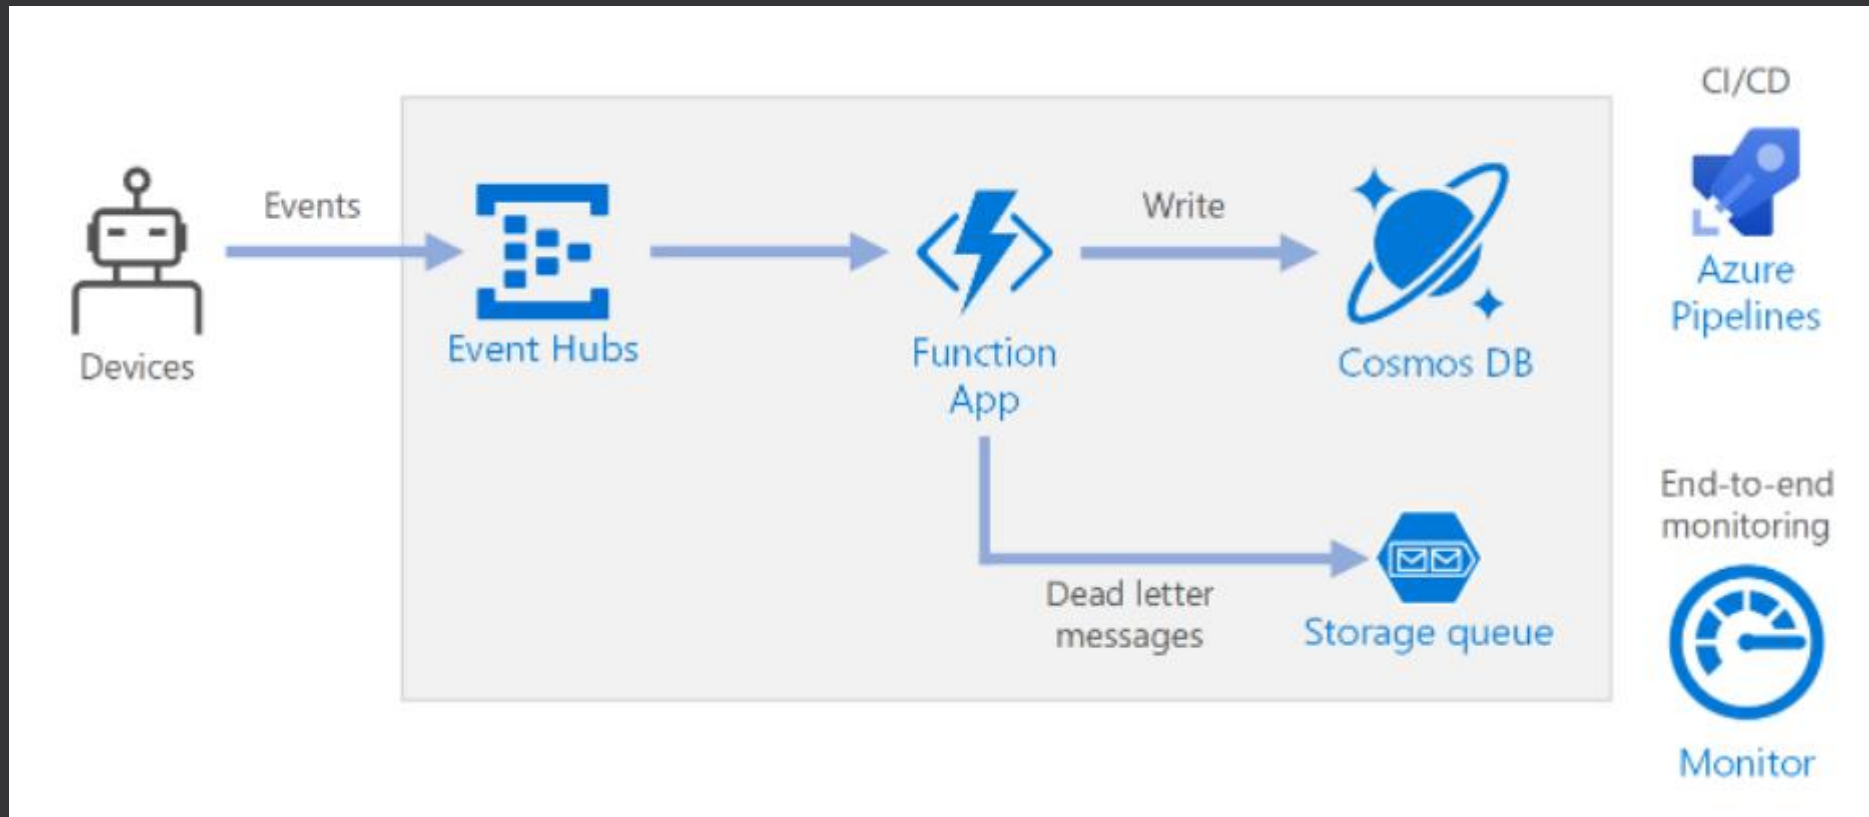 CI/CD
Events
Write
Azure
Pipelines
Event Hubs
Function
App
Cosmos DB
Devices
End-to-end
monitoring
Dead letter
messages
Storage queue
Monitor